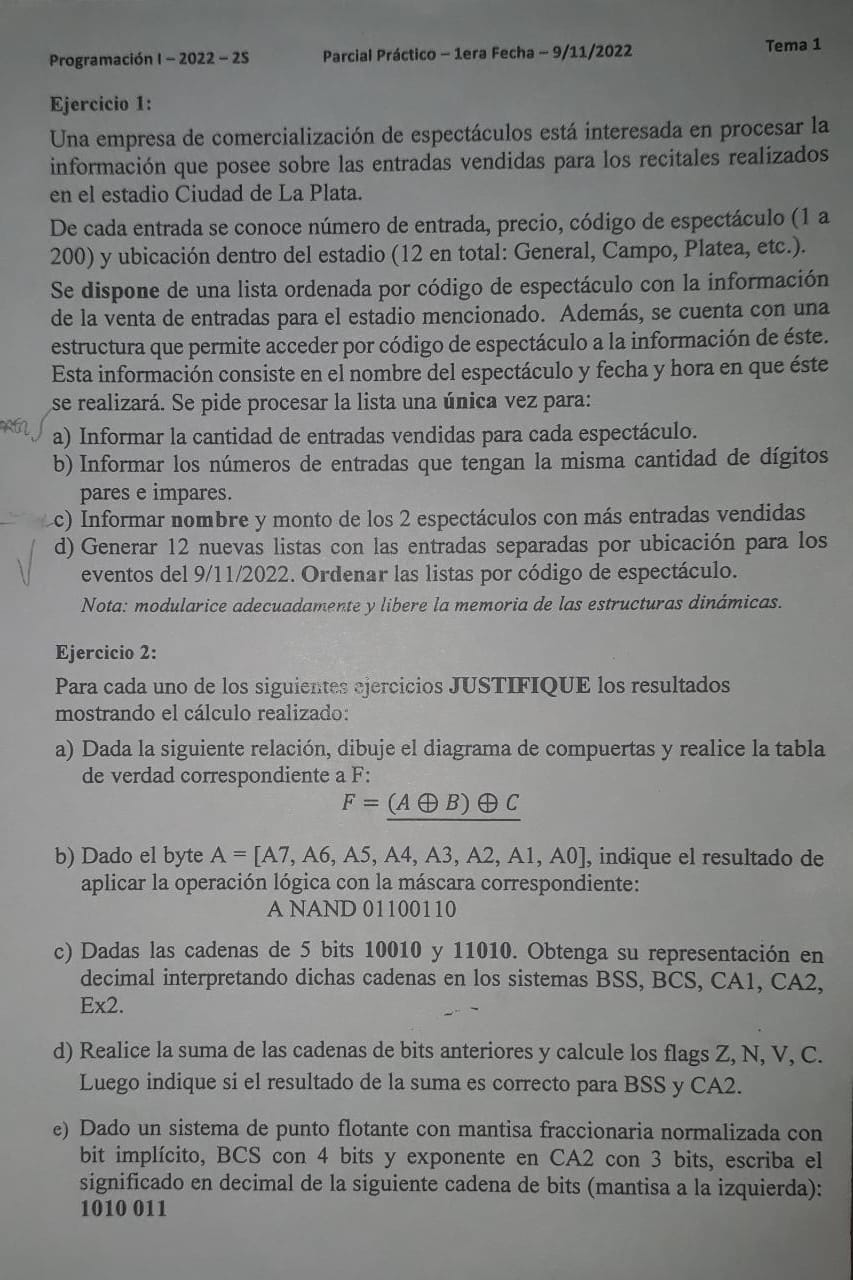 Programación I – 2022 – 2S Parcial Práctico – 1era Fecha – 9/11/2022 Tema 1
Ejercicio 1:
Una empresa de comercialización de espectáculos está interesada en procesar la
información que posee sobre las entradas vendidas para los recitales realizados
en el estadio Ciudad de La Plata.
De cada entrada se conoce número de entrada, precio, código de espectáculo (1 a
200) y ubicación dentro del estadio (12 en total: General, Campo, Platea, etc.).
Se dispone de una lista ordenada por código de espectáculo con la información
de la venta de entradas para el estadio mencionado. Además, se cuenta con una
estructura que permite acceder por código de espectáculo a la información de éste.
Esta información consiste en el nombre del espectáculo y fecha y hora en que éste
se realizará. Se pide procesar la lista una única vez para:
a) Informar la cantidad de entradas vendidas para cada espectáculo.
b) Informar los números de entradas que tengan la misma cantidad de dígitos
pares e impares.
c) Informar nombre y monto de los 2 espectáculos con más entradas vendidas
d) Generar 12 nuevas listas con las entradas separadas por ubicación para los
eventos del 9/11/2022. Ordenar las listas por código de espectáculo.
Nota: modularice adecuadamente y libere la memoria de las estructuras dinámicas.
Ejercicio 2:
Para cada uno de los siguientes ejercicios JUSTIFIQUE los resultados
mostrando el cálculo realizado:
a) Dada la siguiente relación, dibuje el diagrama de compuertas y realice la tabla
de verdad correspondiente a F:
F = (A ⊕ B) ⊕ C
b) Dado el byte A = [A7, A6, A5, A4, A3, A2, A1, A0], indique el resultado de
aplicar la operación lógica con la máscara correspondiente:
A NAND 01100110
c) Dadas las cadenas de 5 bits 10010 y 11010. Obtenga su representación en
decimal interpretando dichas cadenas en los sistemas BSS, BCS, CA1, CA2,
Ex2.
d) Realice la suma de las cadenas de bits anteriores y calcule los flags Z, N, V, C.
Luego indique si el resultado de la suma es correcto para BSS y CA2.
e) Dado un sistema de punto flotante con mantisa fraccionaria normalizada con
bit implícito, BCS con 4 bits y exponente en CA2 con 3 bits, escriba el
significado en decimal de la siguiente cadena de bits (mantisa a la izquierda):
1010 011